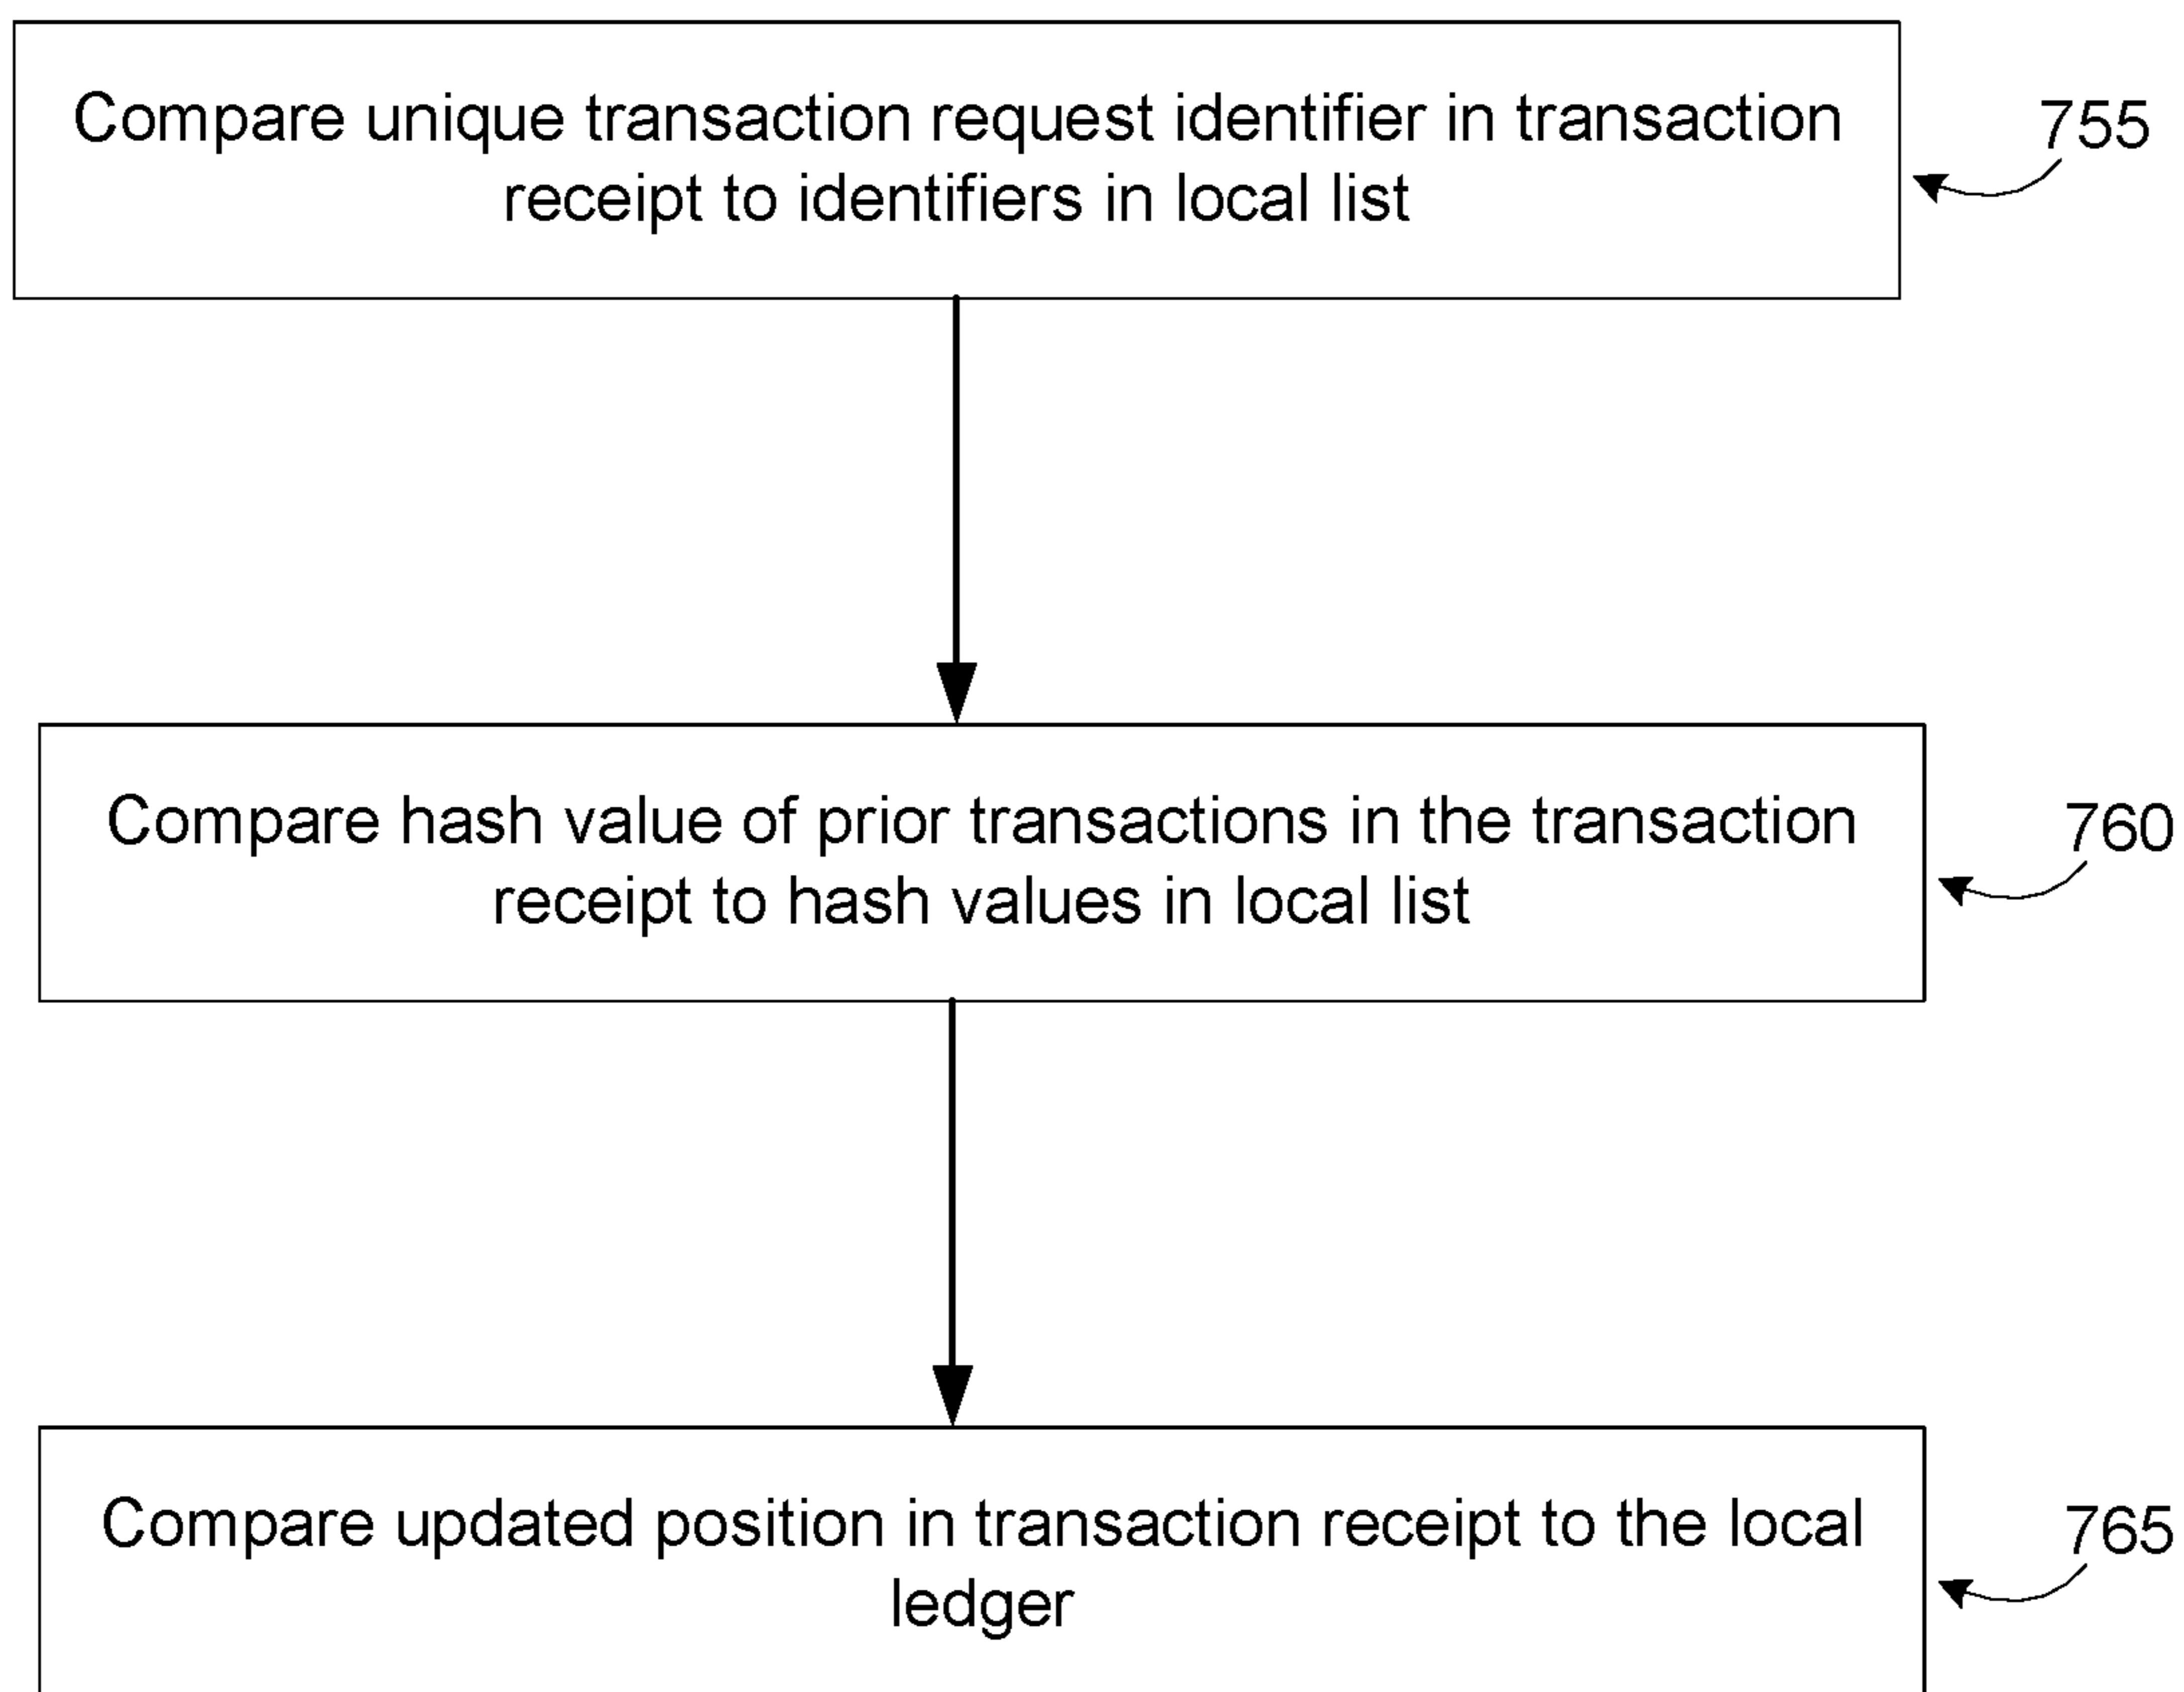 Compare unique transaction request identifier in transaction
receipt to identifiers in local list
755
Compare hash value of prior transactions in the transaction
receipt to hash values in local list
760
Compare updated position in transaction receipt to the local
ledger
765